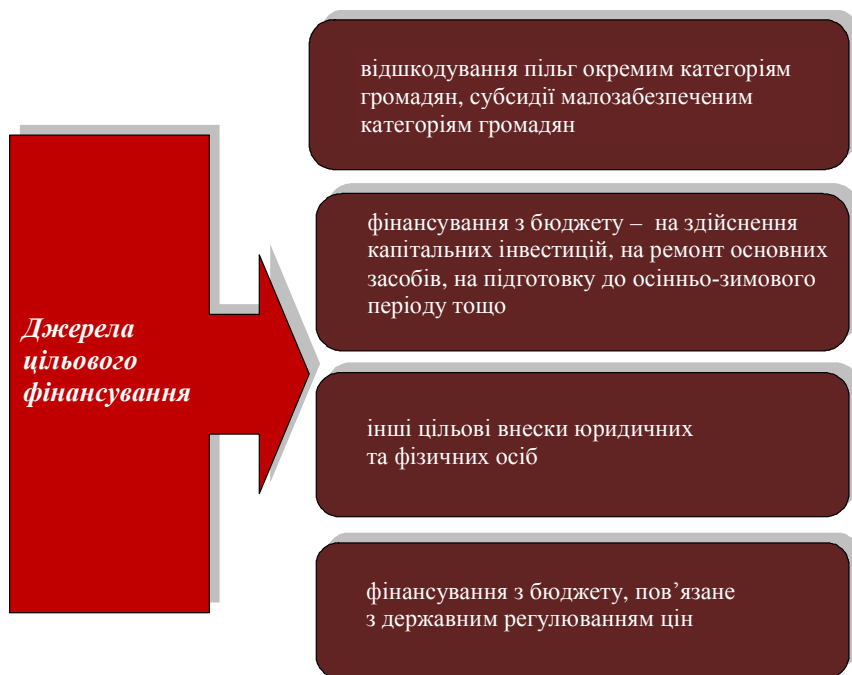 Джерела
цільового
фінансування
відшкодування пільг окремим категоріям
громадян, субсидії малозабезпеченим
категоріям громадян
фінансування з бюджету – на здійснення
капітальних інвестицій, на ремонт основних
засобів, на підготовку до осінньо-зимового
періоду тощо
інші цільові внески юридичних
та фізичних осіб
фінансування з бюджету, пов’язане
з державним регулюванням цін